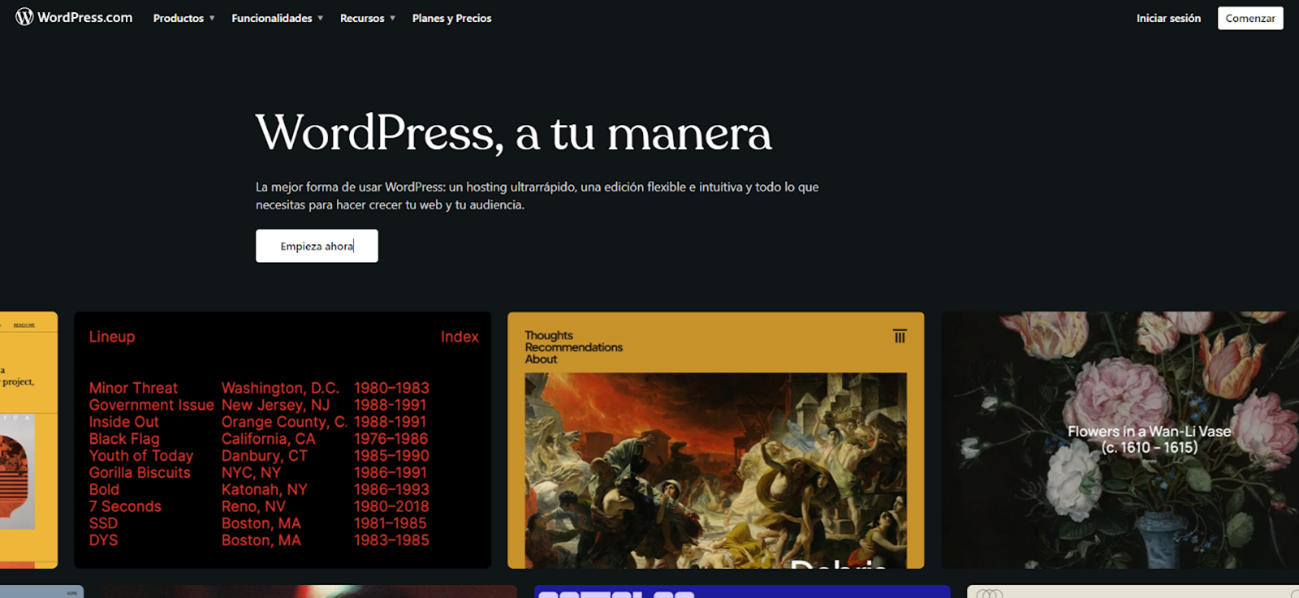 WordPress.com
Productos
Funcionalidades
Recursos
Planes y Precios
Iniciar sesión
Comenzar
WordPress, a tu manera
La mejor forma de usar WordPress: un hosting ultrarrápido, una edición flexible e intuitiva y todo lo que
necesitas para hacer crecer tu web y tu audiencia.
Empieza ahora
a
project,
Lineup Index
Minor Threat Washington, D.C. 1980–1983
Government Issue New Jersey, NJ 1988-1991
Inside Out Orange County, C. 1988-1991
Black Flag California, CA 1976–1986
Youth of Today Danbury, CT 1985–1990
Gorilla Biscuits NYC, NY 1986–1991
Bold Katonah, NY 1986–1993
7 Seconds Reno, NV 1980–2018
SSD Boston, MA 1981–1985
DYS Boston, MA 1983–1985
Thoughts
Recommendations
About
Debris
Flowers in a Wan-Li Vase
(c. 1610 – 1615)